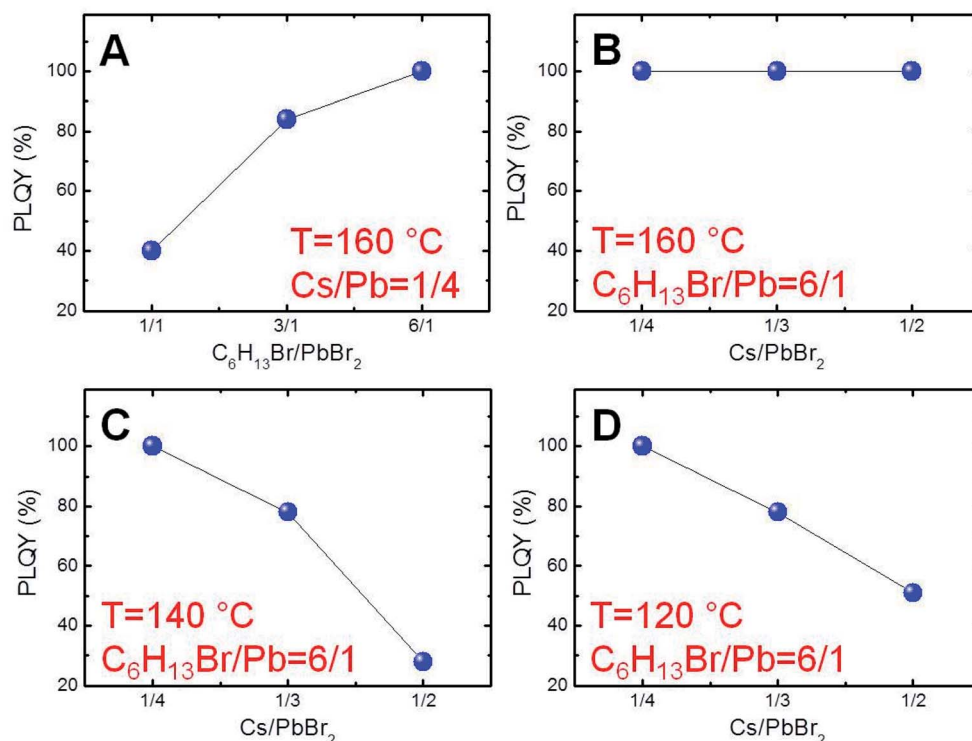 A
PLQY (%)
100
80
60
40
20
T=160 °C
Cs/Pb=1/4
1/1 3/1 6/1
C₆H₁₃Br/PbBr₂
B
PLQY (%)
100
80
60
40
20
T=160 °C
C₆H₁₃Br/Pb=6/1
1/4 1/3 1/2
Cs/PbBr₂
C
PLQY (%)
100
80
60
40
20
T=140 °C
C₆H₁₃Br/Pb=6/1
1/4 1/3 1/2
Cs/PbBr₂
D
PLQY (%)
100
80
60
40
20
T=120 °C
C₆H₁₃Br/Pb=6/1
1/4 1/3 1/2
Cs/PbBr₂